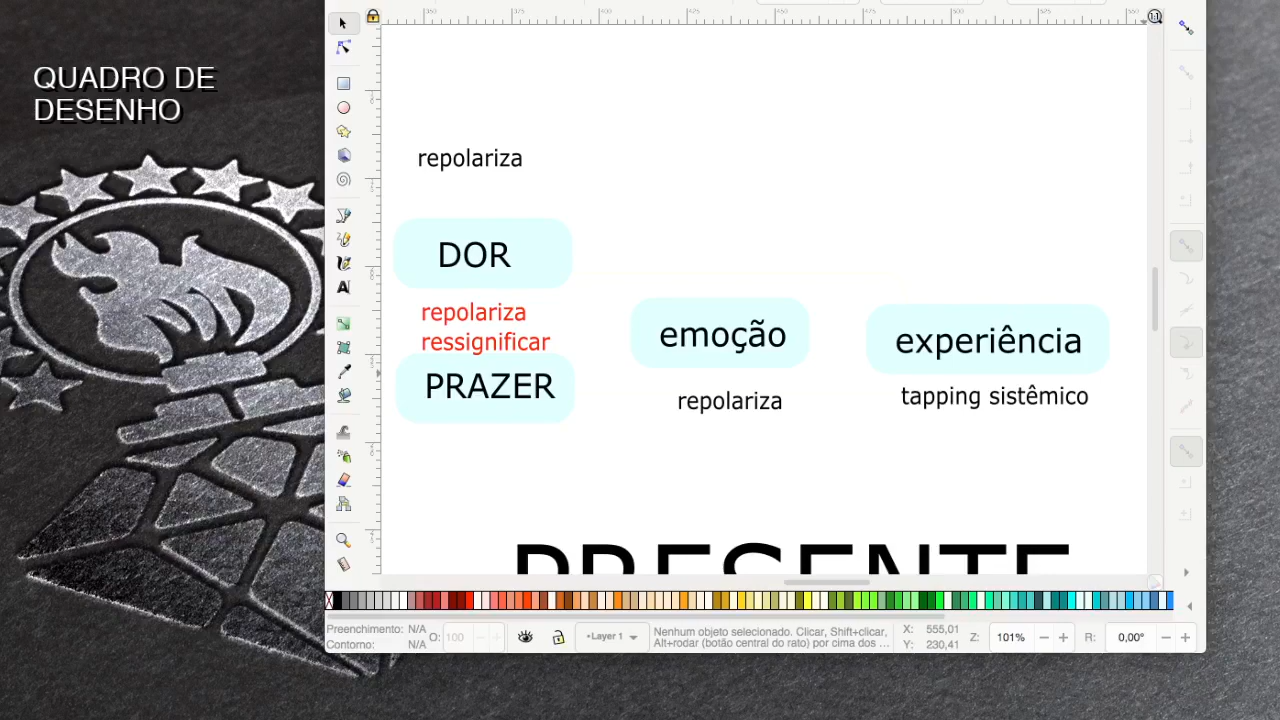 QUADRO DE
DESENHO
repolariza
DOR
repolariza
ressignificar
PRAZER
emoção
repolariza
experiência
tapping sistêmico
PRESENTE
Preenchimento: N/A
Contorno: N/A
O: 100
•Layer 1
Nenhum objeto selecionado. Clicar, Shift+clicar,
Alt+rodar (botão central do rato) por cima dos ...
X: 555,01
Y: 230,41
Z: 101%
R: 0,00°